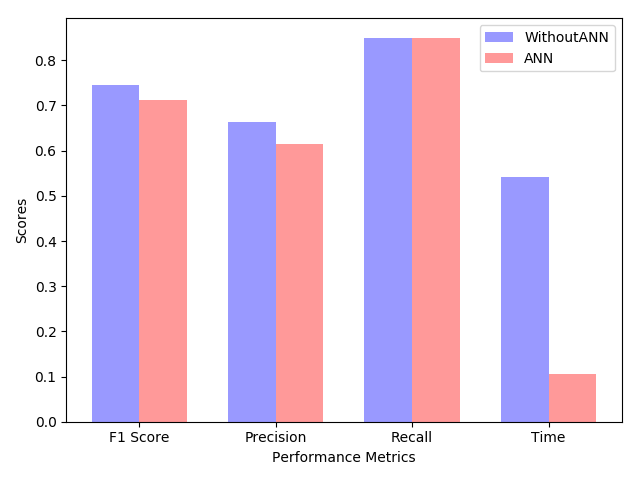 WithoutANN
ANN
Scores
0.8
0.7
0.6
0.5
0.4
0.3
0.2
0.1
0.0
F1 Score
Precision
Recall
Time
Performance Metrics